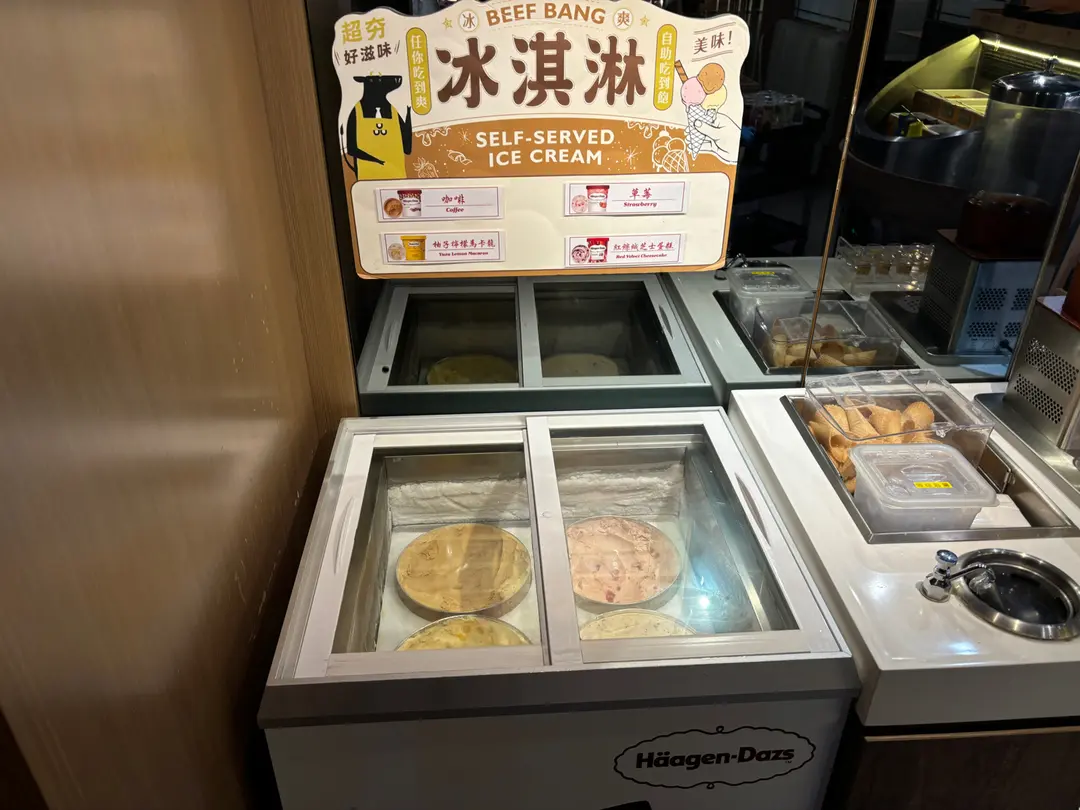 超夯
好滋味
任你吃到爽
冰
BEEF BANG
爽
冰淇淋
自助吃到飽
美味!
SELF-SERVED
ICE CREAM
咖啡
Coffee
草莓
Strawberry
柚子檸檬馬卡龍
Yuzu Lemon Macaron
紅絲絨芝士蛋糕
Red Velvet Cheesecake
Häagen-Dazs